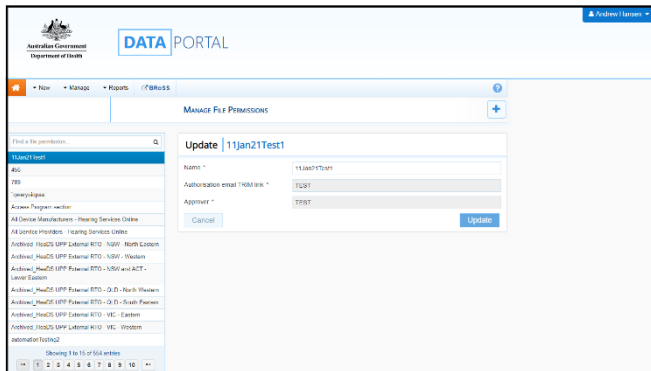 Andrew Hansen
Australian Government
Department of Health
DATA PORTAL
New Manage Reports BRoSS
MANAGE FILE PERMISSIONS
Find a file permission...
11Jan21Test1
456
789
Access Program section
All Device Manufacturers - Hearing Services Online
All Service Providers - Hearing Services Online
Archived_HeaDS UPP External RTO - NSW - North Eastern
Archived_HeaDS UPP External RTO - NSW - Western
Archived_HeaDS UPP External RTO - NSW and ACT -
Lower Eastern
Archived_HeaDS UPP External RTO - QLD - North Western
Archived_HeaDS UPP External RTO - QLD - South Eastern
Archived_HeaDS UPP External RTO - VIC - Eastern
Archived_HeaDS UPP External RTO - VIC - Western
automationTesting2
Showing 1 to 15 of 554 entries
1 2 3 4 5 6 7 8 9 10
Update 11Jan21Test1
Name * 11Jan21Test1
Authorisation email TRIM link * TEST
Approver * TEST
Cancel Update